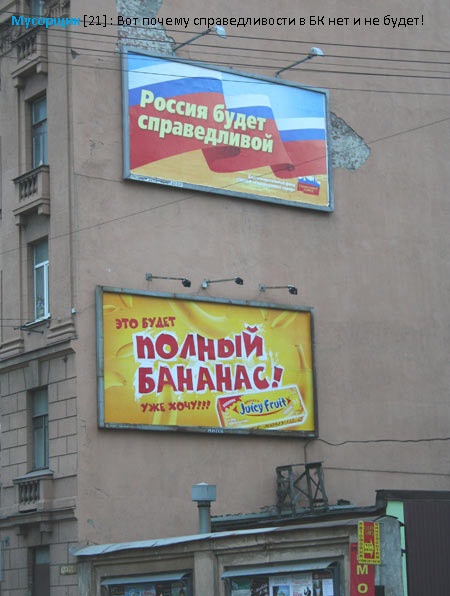 Мусорщик [21] : Вот почему справедливости в БК нет и не будет!
Россия будет
справедливой
ЭТО БУДЕТ
ПОЛНЫЙ
БАНАНАС!
УЖЕ ХОЧУ!!!
Juicy Fruit
МО